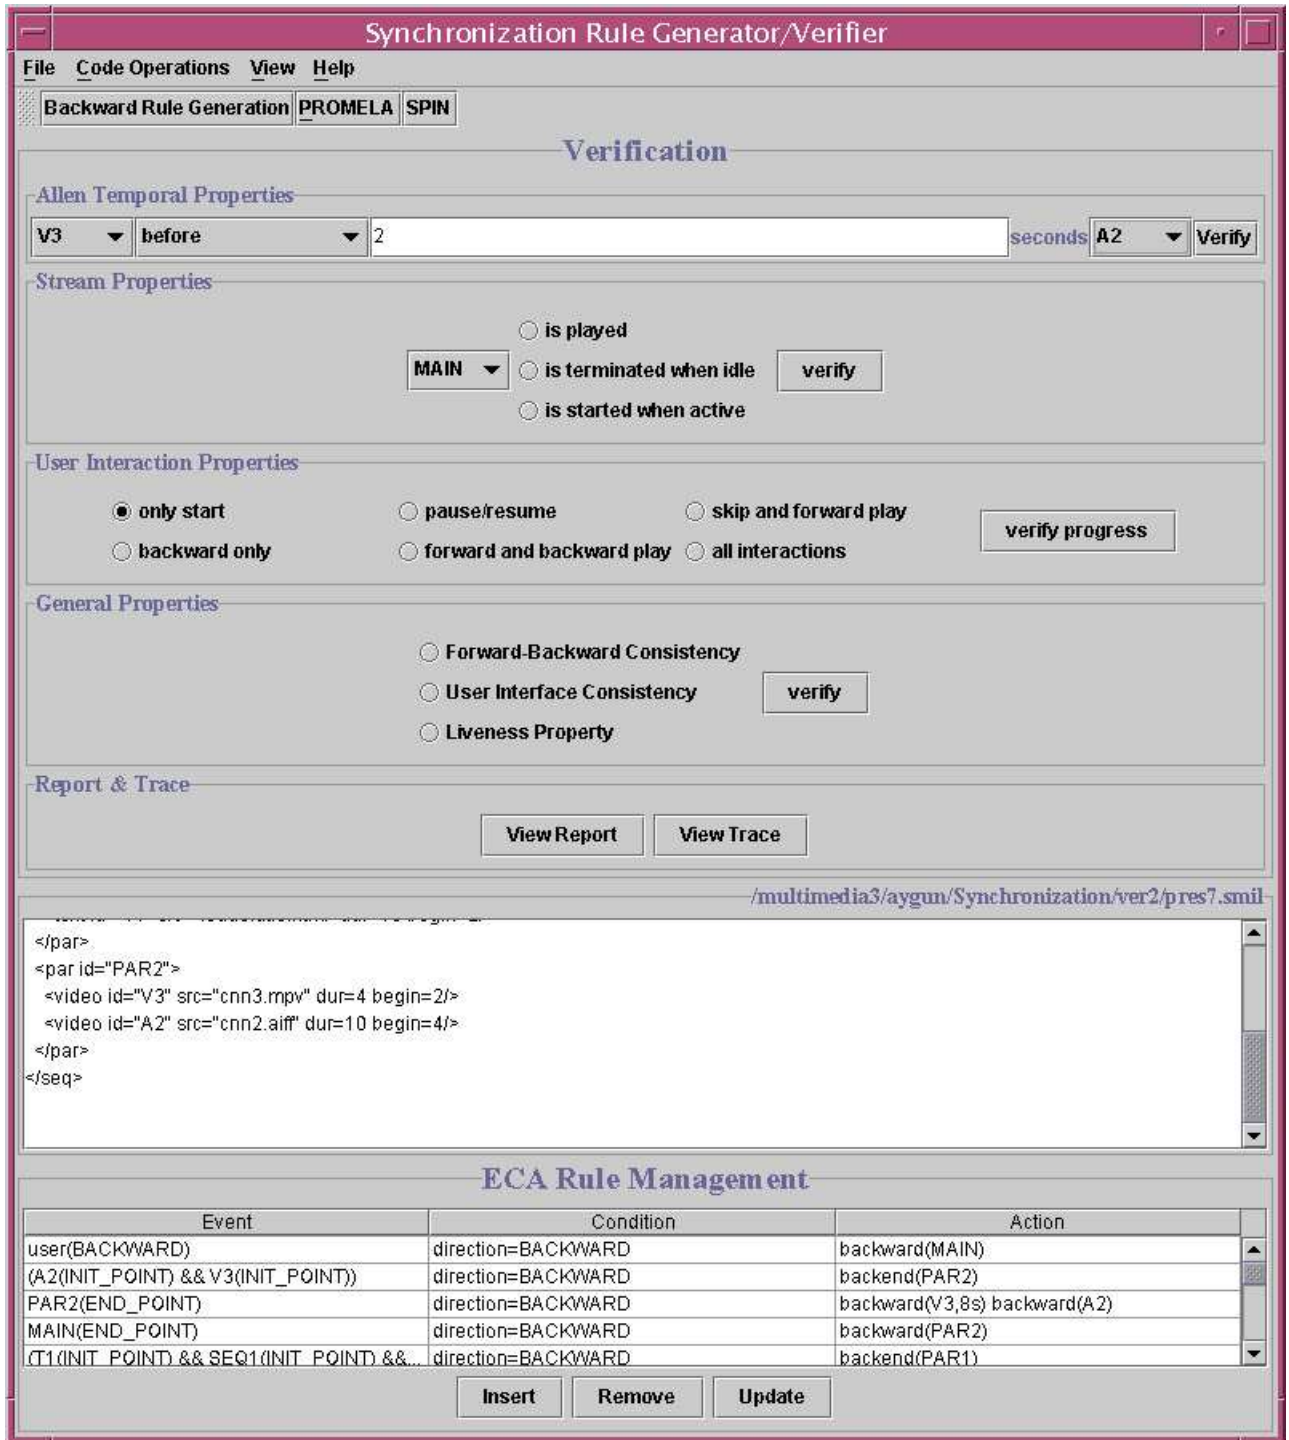 Synchronization Rule Generator/Verifier
File Code Operations View Help
Backward Rule Generation PROMELA SPIN
Verification
Allen Temporal Properties
V3 before 2 seconds A2 Verify
Stream Properties
is played
MAIN is terminated when idle verify
is started when active
User Interaction Properties
only start pause/resume skip and forward play verify progress
backward only forward and backward play all interactions
General Properties
Forward-Backward Consistency
User Interface Consistency verify
Liveness Property
Report & Trace
View Report View Trace
/multimedia3/aygun/Synchronization/ver2/pres7.smil
</par>
<par id="PAR2">
<video id="V3" src="cnn3.mpv" dur=4 begin=2/>
<video id="A2" src="cnn2.aiff" dur=10 begin=4/>
</par>
</seq>
ECA Rule Management
Event Condition Action
user(BACKWARD) direction=BACKWARD backward(MAIN)
(A2(INIT_POINT) && V3(INIT_POINT)) direction=BACKWARD backend(PAR2)
PAR2(END_POINT) direction=BACKWARD backward(V3,8s) backward(A2)
MAIN(END_POINT) direction=BACKWARD backward(PAR2)
(T1(INIT_POINT) && SEQ1(INIT_POINT) &&... direction=BACKWARD backend(PAR1)
Insert Remove Update